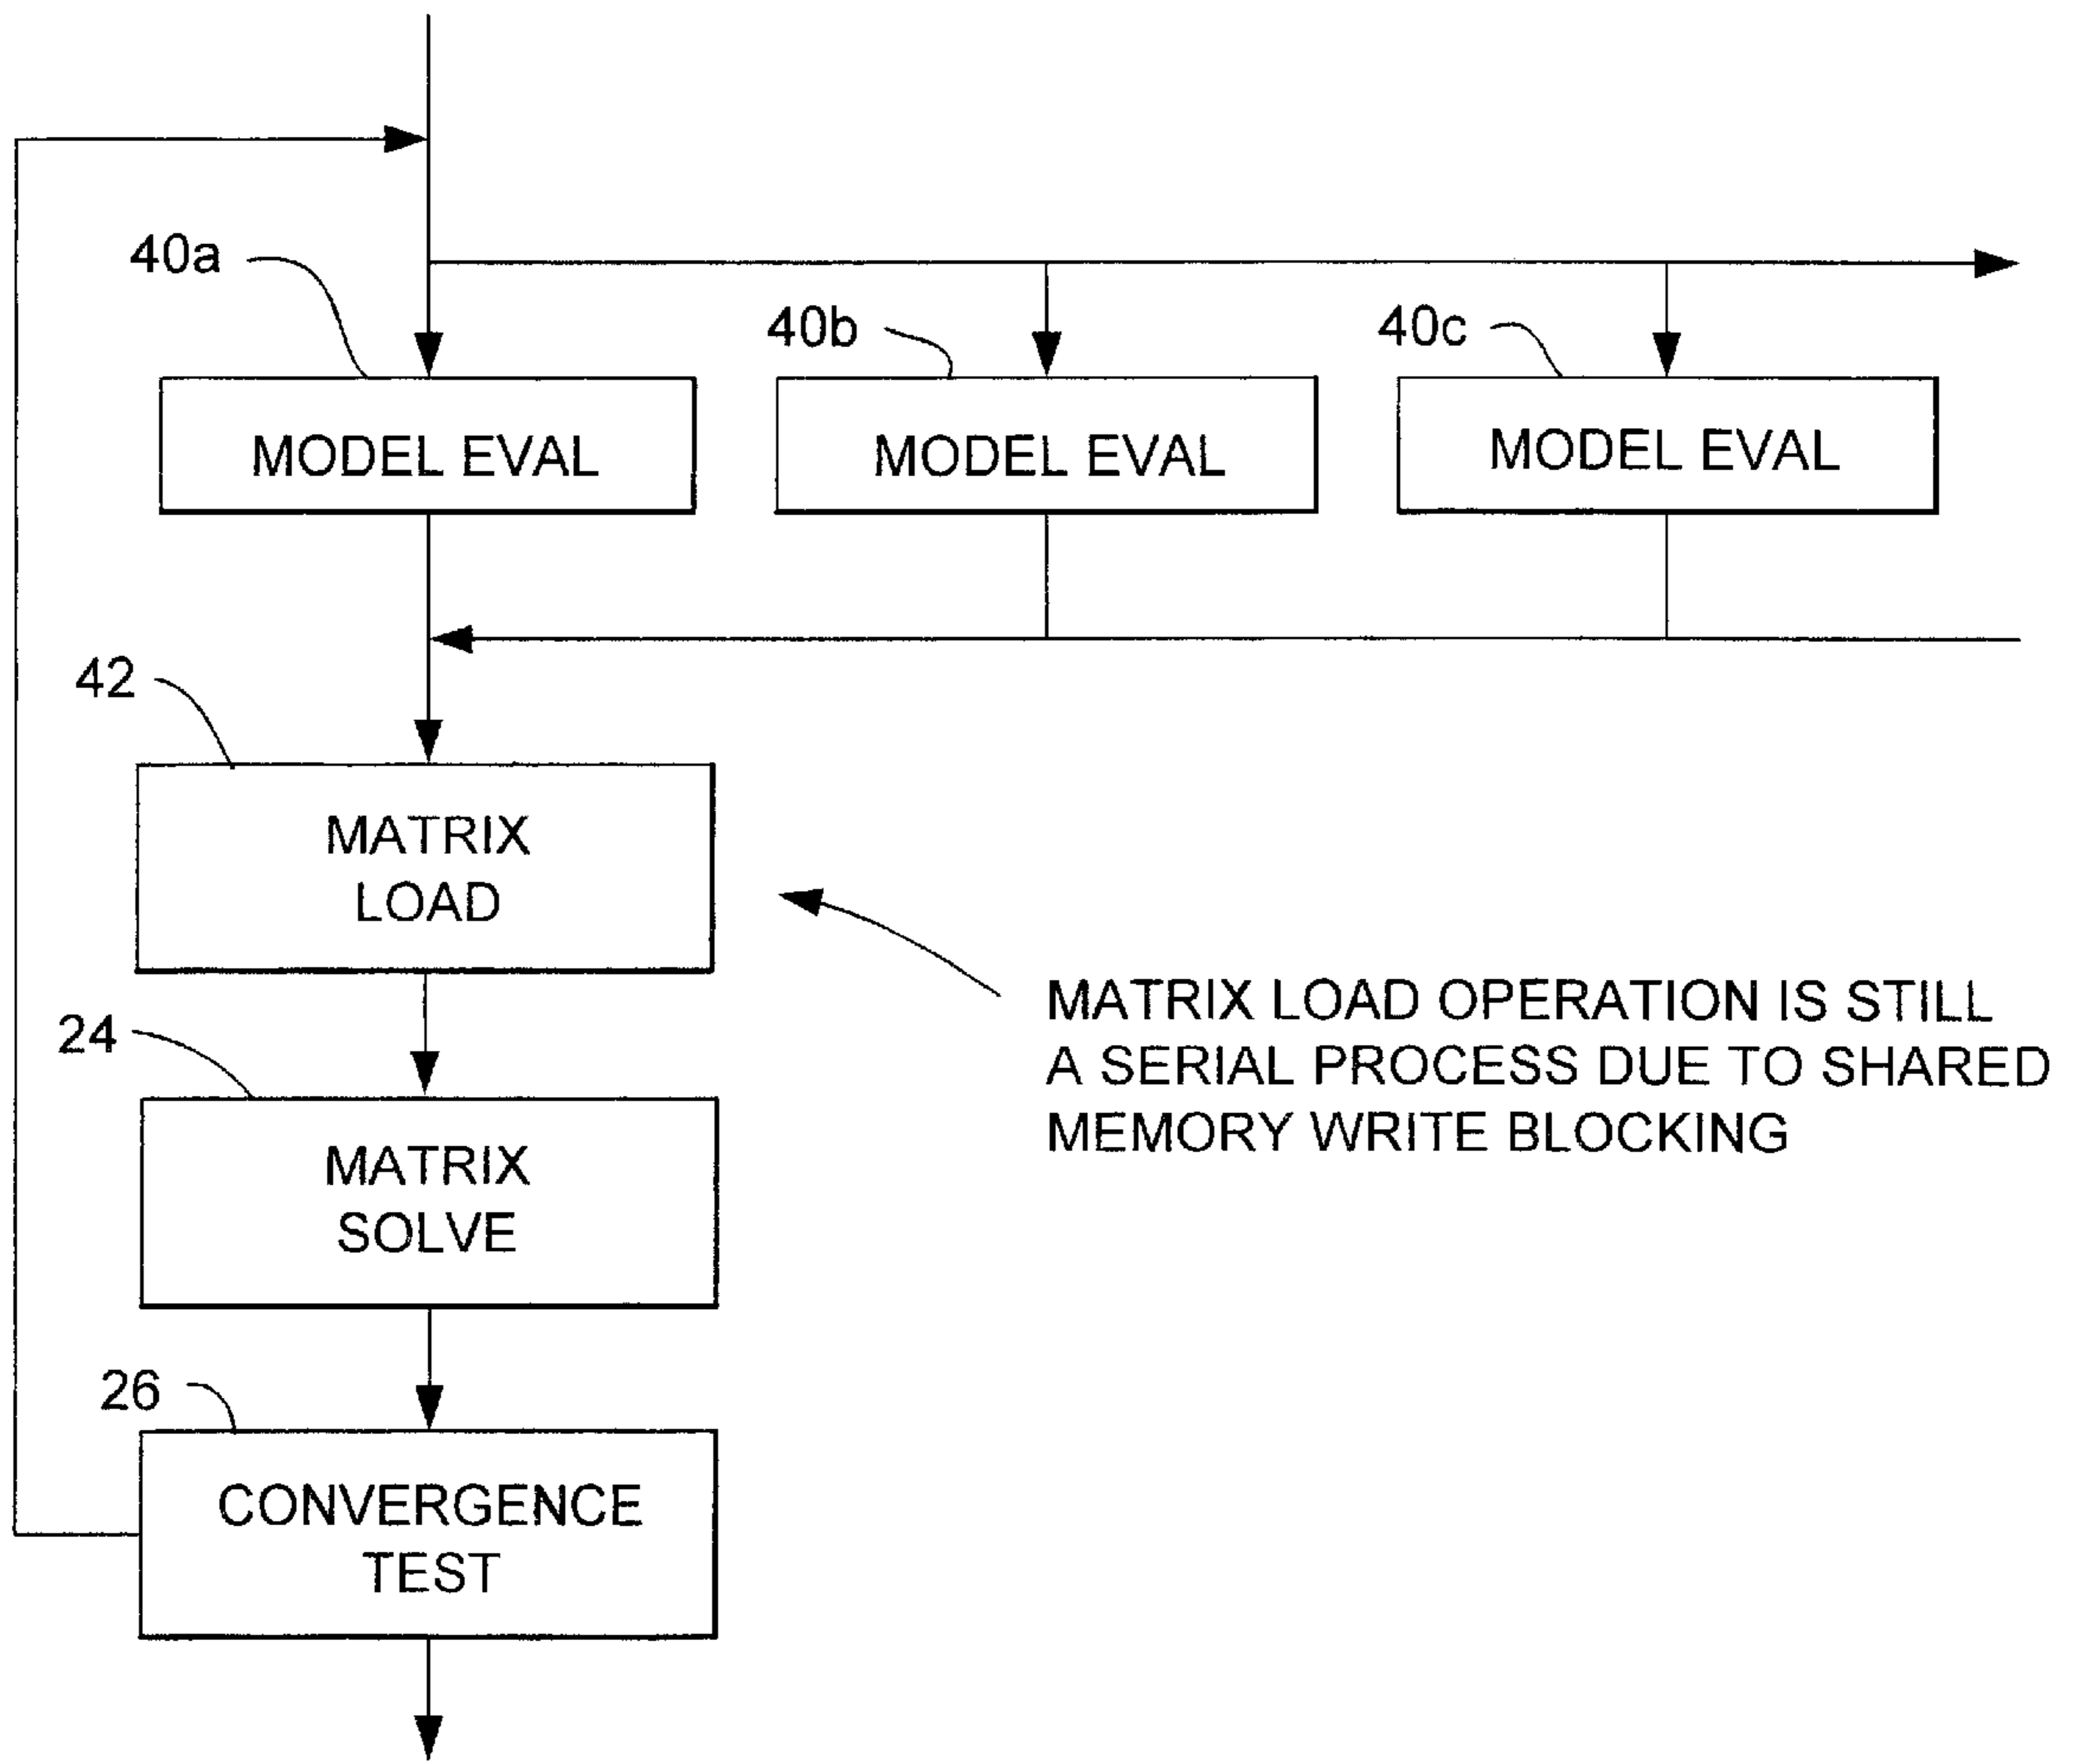 40a
40b
40c
MODEL EVAL
MODEL EVAL
MODEL EVAL
42
MATRIX
LOAD
MATRIX LOAD OPERATION IS STILL
A SERIAL PROCESS DUE TO SHARED
MEMORY WRITE BLOCKING
24
MATRIX
SOLVE
26
CONVERGENCE
TEST